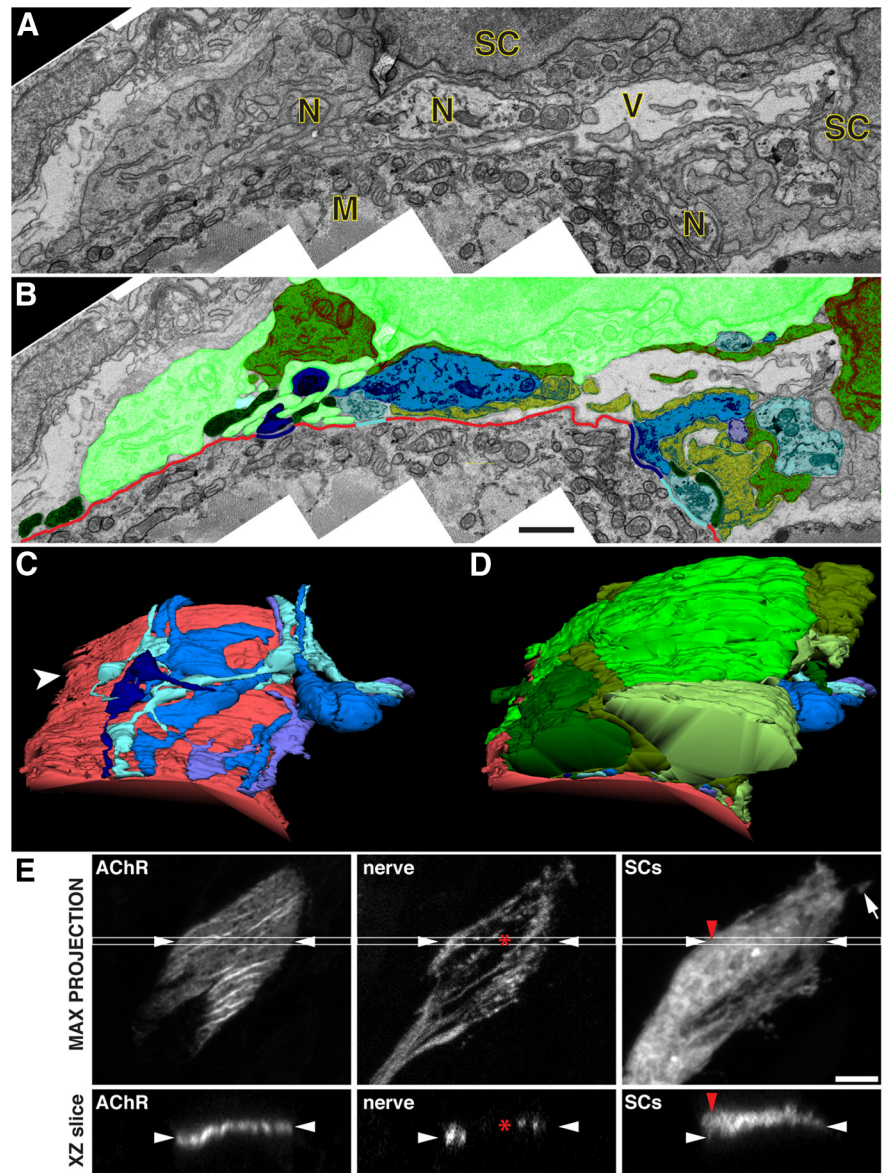 A
SC
N
N
V
SC
M
N
B
C
D
E
AChR
nerve
SCs
*
MAX PROJECTION
AChR
nerve
SCs
*
XZ slice